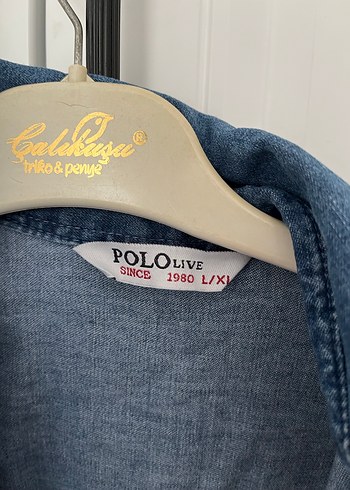 Çalıkuşu®
triko & penye
POLO LIVE
SINCE 1980 L/XL